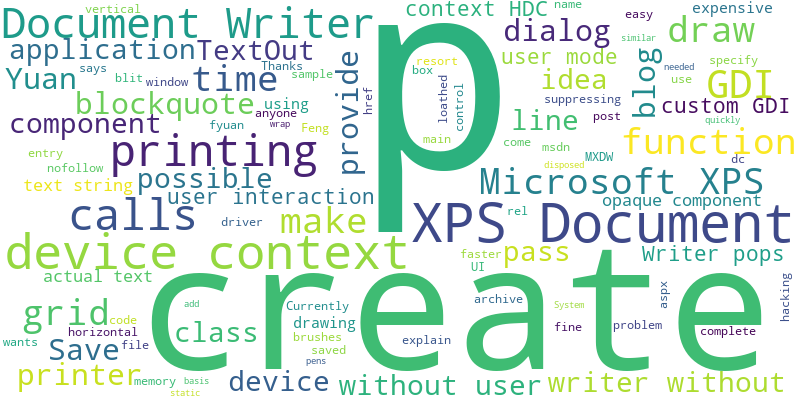 vertical
Document Writer
context HDC
name
easy
expensive
application
TextOut
dialog
draw
says
blit
window
Thanks
sample
resort
box
user mode
similar
Yuan
time
idea
blog
needed
specify
use
GDI
blockquote
using
provide
href
loathed
control
suppressing
custom GDI
component
fyuan
anyone
wrap
Feng
main
line
post
quickly
function
entry
printing
come
msdn
dc
nofollow
possible
p
disposed
MXDW
text string
user interaction
Microsoft XPS
calls
driver
make
rel
opaque component
XPS Document
device context
faster
UI
pass
Writer pops
actual text
create
grid
add
Currently
archive
System
aspx
hacking
code
class
drawing
brushes
saved
explain
fine
problem
complete
horizontal
wants
Save
file
pens
printer
memory
basis
static
device
without user
writer without